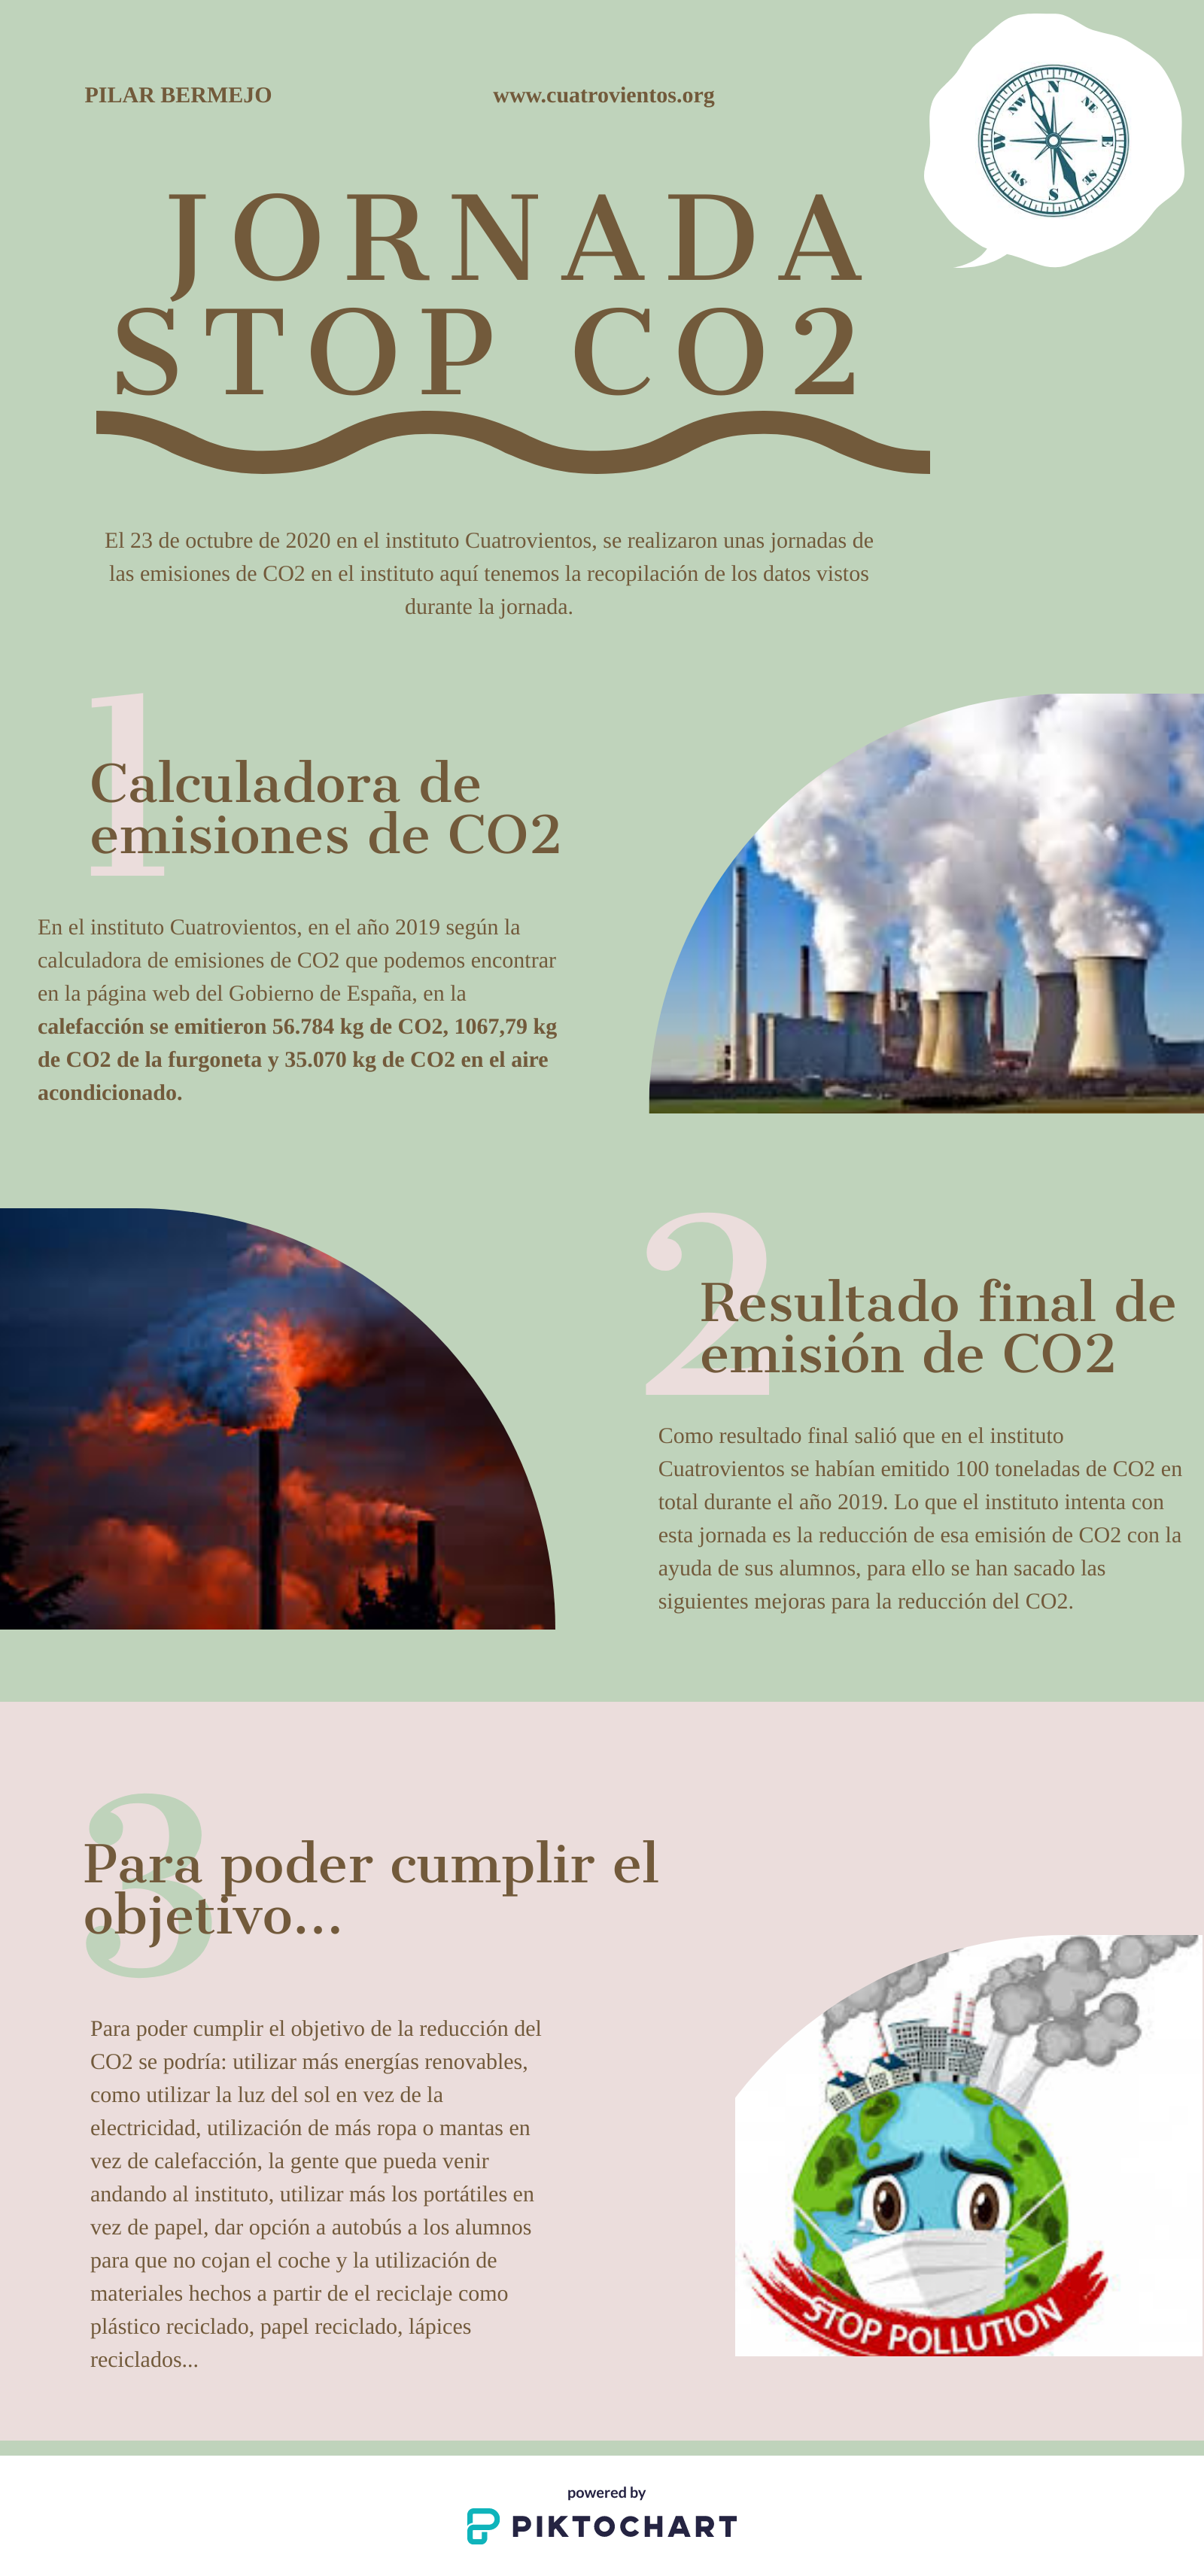 PILAR BERMEJO
www.cuatrovientos.org
N
NE
E
SE
S
SW
W
NW
JORNADA
STOP CO2
El 23 de octubre de 2020 en el instituto Cuatrovientos, se realizaron unas jornadas de
las emisiones de CO2 en el instituto aquí tenemos la recopilación de los datos vistos
durante la jornada.
1
Calculadora de
emisiones de CO2
En el instituto Cuatrovientos, en el año 2019 según la
calculadora de emisiones de CO2 que podemos encontrar
en la página web del Gobierno de España, en la
calefacción se emitieron 56.784 kg de CO2, 1067,79 kg
de CO2 de la furgoneta y 35.070 kg de CO2 en el aire
acondicionado.
2
Resultado final de
emisión de CO2
Como resultado final salió que en el instituto
Cuatrovientos se habían emitido 100 toneladas de CO2 en
total durante el año 2019. Lo que el instituto intenta con
esta jornada es la reducción de esa emisión de CO2 con la
ayuda de sus alumnos, para ello se han sacado las
siguientes mejoras para la reducción del CO2.
3
Para poder cumplir el
objetivo...
Para poder cumplir el objetivo de la reducción del
CO2 se podría: utilizar más energías renovables,
como utilizar la luz del sol en vez de la
electricidad, utilización de más ropa o mantas en
vez de calefacción, la gente que pueda venir
andando al instituto, utilizar más los portátiles en
vez de papel, dar opción a autobús a los alumnos
para que no cojan el coche y la utilización de
materiales hechos a partir de el reciclaje como
plástico reciclado, papel reciclado, lápices
reciclados...
STOP POLLUTION
powered by
PIKTOCHART